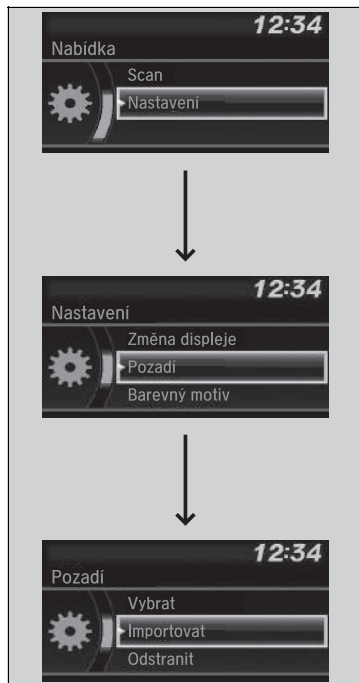 12:34
Nabídka
Scan
Nastavení
12:34
Nastavení
Změna displeje
Pozadí
Barevný motiv
12:34
Pozadí
Vybrat
Importovat
Odstranit